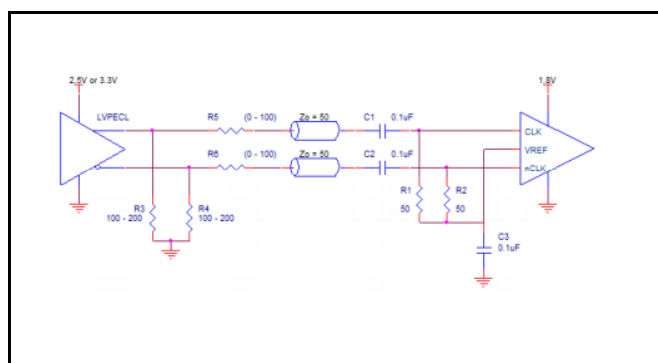 2.5V or 3.3V
1.8V
LVPECL
R5 (0 - 100) Zo = 50 C1 0.1uF
CLK
VREF
R6 (0 - 100) Zo = 50 C2 0.1uF
nCLK
R1 R2
50 50
R3 R4
100 - 200 100 - 200
C3
0.1uF